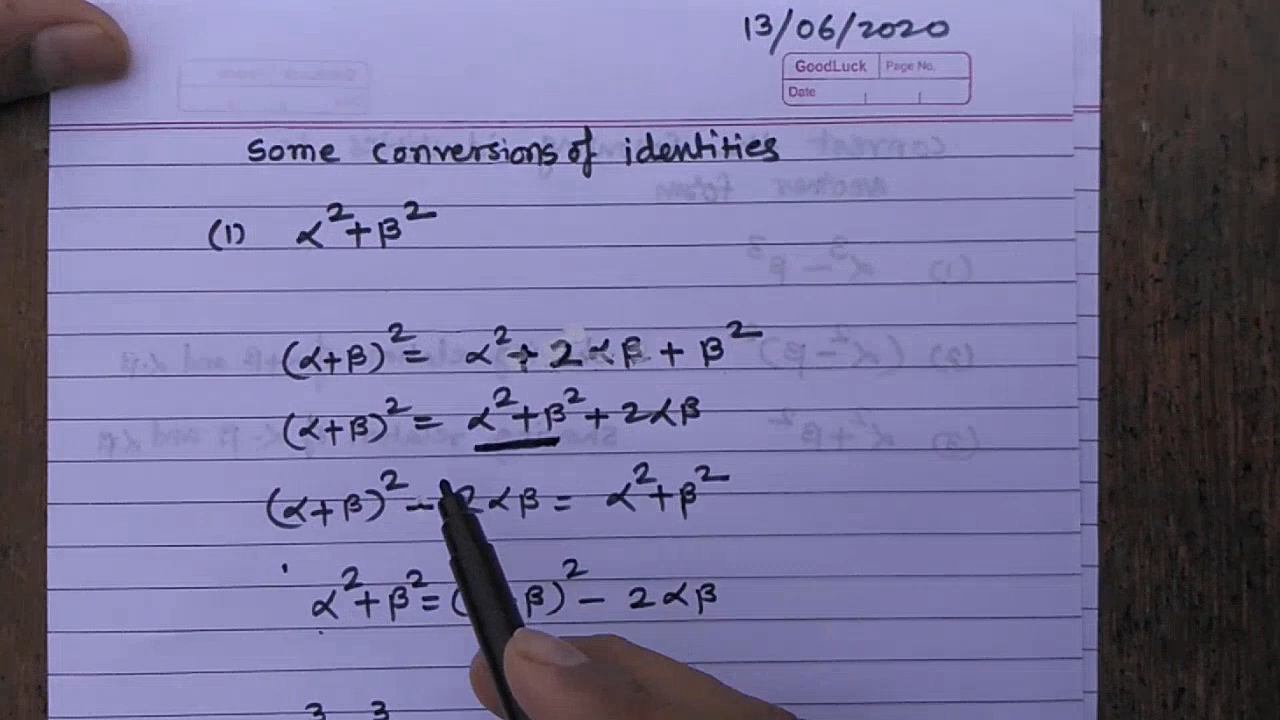 13/06/2020
GoodLuck Page No.
Date
Some conversions of identities
(1) α²+β²
(α+β)² = α²+2αβ+β²
(α+β)² = α²+β²+2αβ
(α+β)² - 2αβ = α²+β²
α²+β² = ( β)² - 2αβ